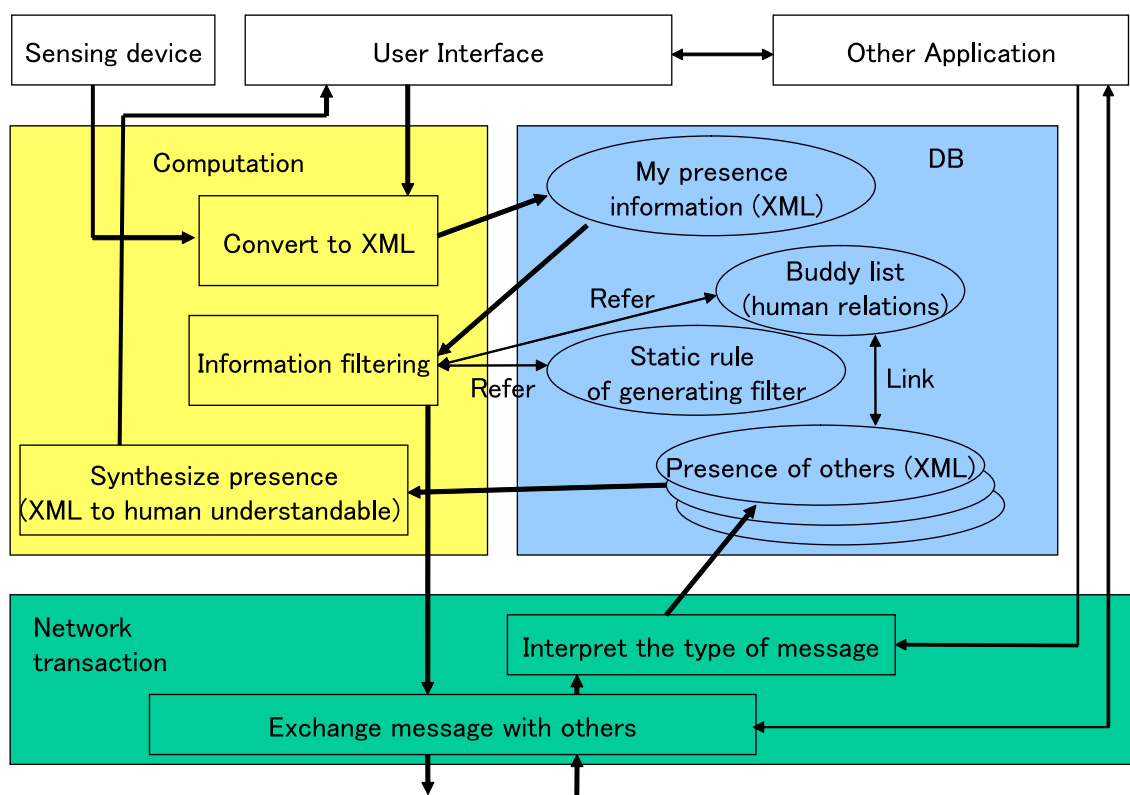 Sensing device
User Interface
Other Application
Computation
DB
My presence
information (XML)
Convert to XML
Buddy list
(human relations)
Refer
Information filtering
Static rule
of generating filter
Refer
Link
Synthesize presence
(XML to human understandable)
Presence of others (XML)
Network
transaction
Interpret the type of message
Exchange message with others